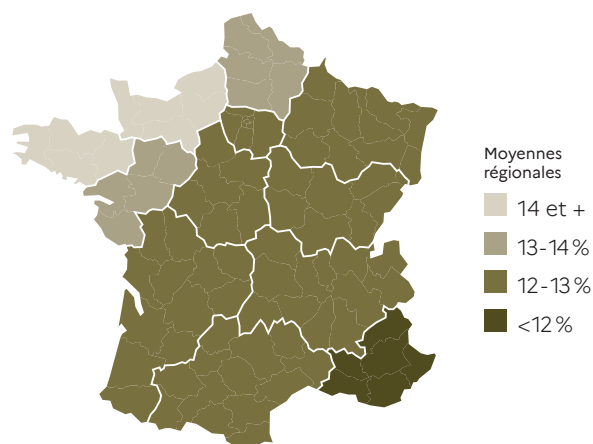 Moyennes
régionales
14 et +
13-14 %
12-13 %
<12 %